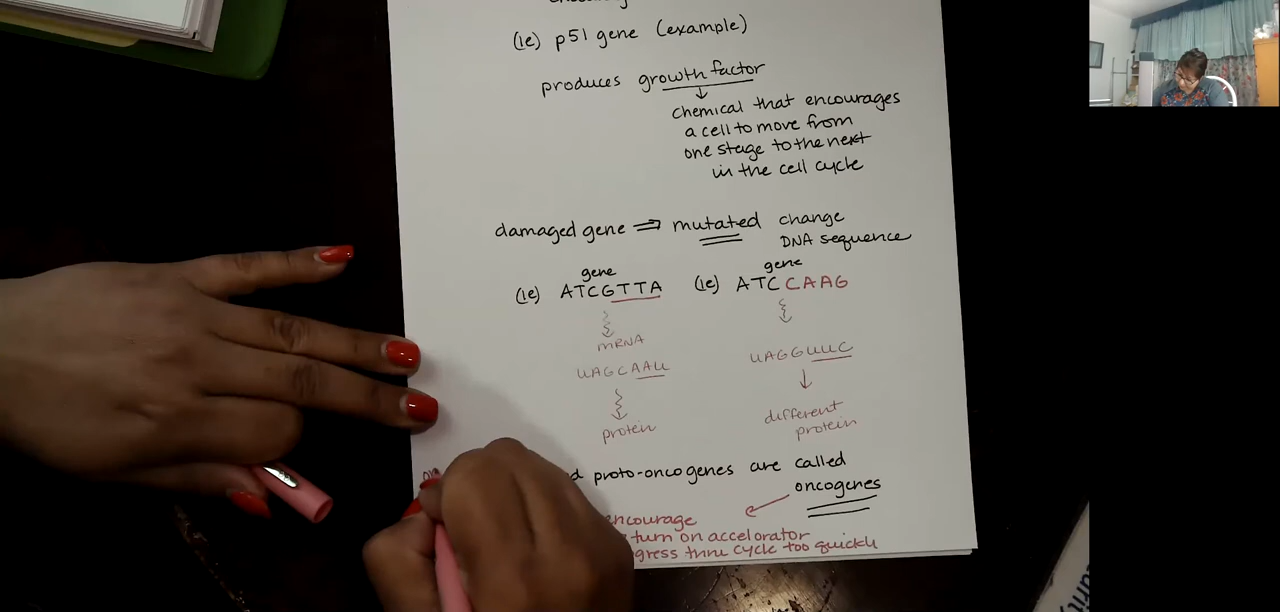 (ie) p51 gene (example)
produces growth factor
chemical that encourages
a cell to move from
one stage to the next
in the cell cycle
damaged gene ⇒ mutated change
DNA sequence
gene
gene
(ie) ATCGTTA (ie) ATCCAAG
mRNA
UAGCAAU
UAGGUUC
protein
different
protein
proto-oncogenes are called
oncogenes
encourage
turn on accelerator
thru cycle too quickly